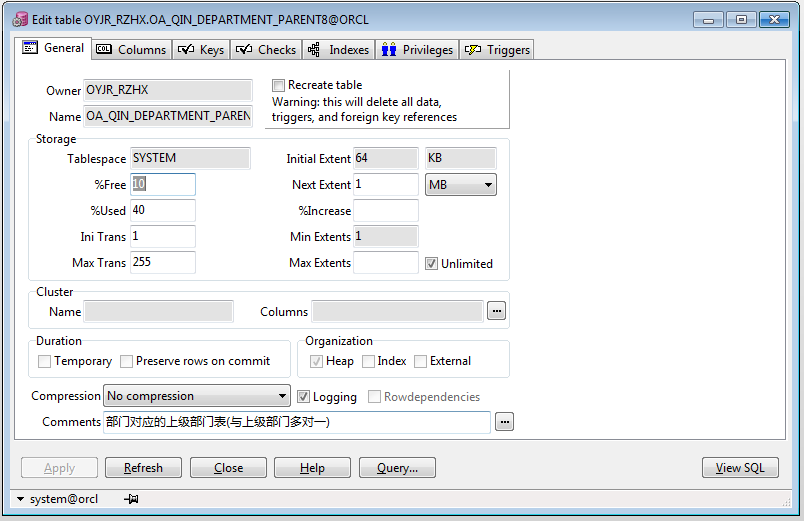 Edit table OYJR_RZHX.OA_QIN_DEPARTMENT_PARENT8@ORCL
General Columns Keys Checks Indexes Privileges Triggers
Owner OYJR_RZHX
Name OA_QIN_DEPARTMENT_PAREN
Recreate table
Warning: this will delete all data,
triggers, and foreign key references
Storage
Tablespace SYSTEM Initial Extent 64 KB
%Free 10 Next Extent 1 MB
%Used 40 %Increase
Ini Trans 1 Min Extents 1
Max Trans 255 Max Extents Unlimited
Cluster
Name Columns ...
Duration Organization
Temporary Preserve rows on commit Heap Index External
Compression No compression Logging Rowdependencies
Comments 部门对应的上级部门表(与上级部门多对一) ...
Apply Refresh Close Help Query... View SQL
system@orcl